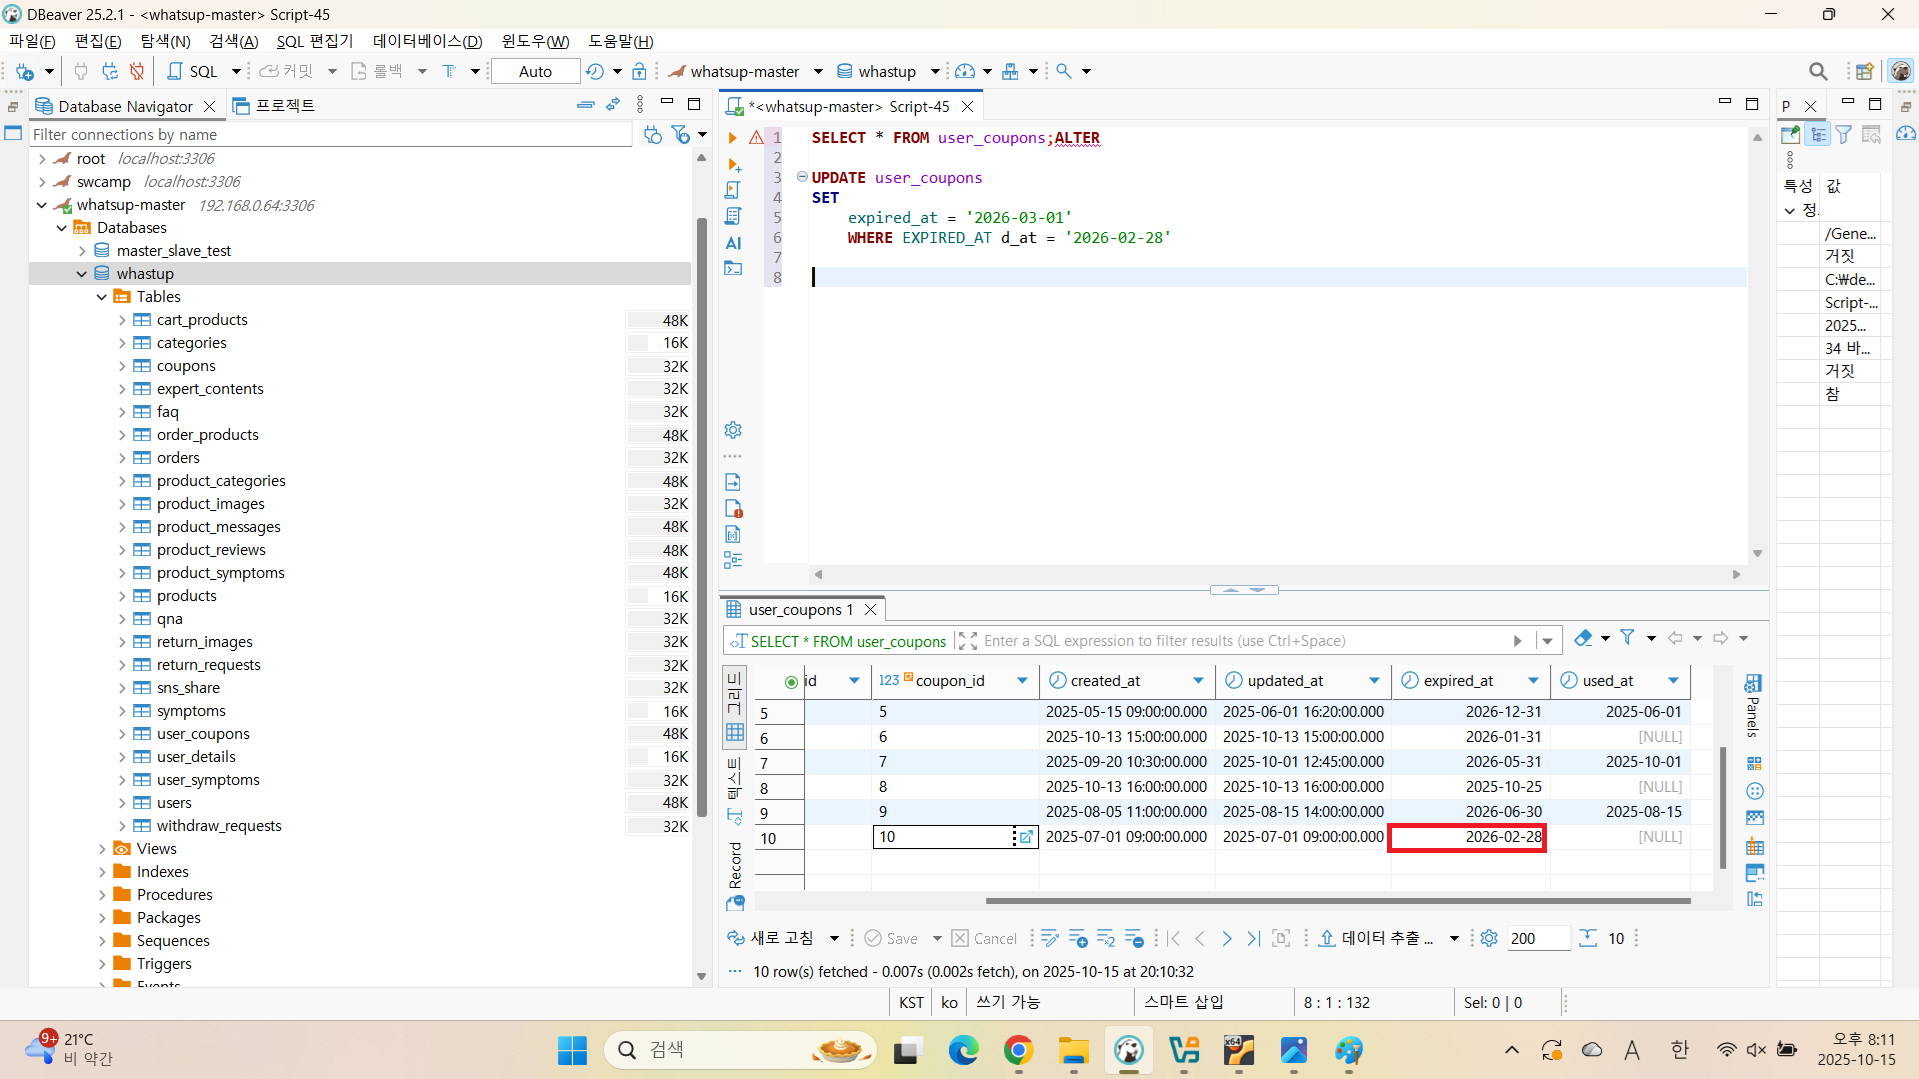 DBeaver 25.2.1 - <whatsup-master> Script-45
파일(F) 편집(E) 탐색(N) 검색(A) SQL 편집기 데이터베이스(D) 윈도우(W) 도움말(H)
SQL 커밋 롤백 T Auto whatsup-master whastup
Database Navigator 프로젝트
Filter connections by name
root localhost:3306
swcamp localhost:3306
whatsup-master 192.168.0.64:3306
Databases
master_slave_test
whastup
Tables
cart_products 48K
categories 16K
coupons 32K
expert_contents 32K
faq 32K
order_products 48K
orders 32K
product_categories 48K
product_images 32K
product_messages 48K
product_reviews 48K
product_symptoms 48K
products 16K
qna 32K
return_images 32K
return_requests 32K
sns_share 32K
symptoms 16K
user_coupons 48K
user_details 16K
user_symptoms 32K
users 48K
withdraw_requests 32K
Views
Indexes
Procedures
Packages
Sequences
Triggers
Events
*<whatsup-master> Script-45
1 SELECT * FROM user_coupons;ALTER
2
3 UPDATE user_coupons
4 SET
5 expired_at = '2026-03-01'
6 WHERE EXPIRED_AT d_at = '2026-02-28'
7
8
AI
user_coupons 1
SELECT * FROM user_coupons Enter a SQL expression to filter results (use Ctrl+Space)
그리드
텍스트
Record
id 123 coupon_id created_at updated_at expired_at used_at
5 5 2025-05-15 09:00:00.000 2025-06-01 16:20:00.000 2026-12-31 2025-06-01
6 6 2025-10-13 15:00:00.000 2025-10-13 15:00:00.000 2026-01-31 [NULL]
7 7 2025-09-20 10:30:00.000 2025-10-01 12:45:00.000 2026-05-31 2025-10-01
8 8 2025-10-13 16:00:00.000 2025-10-13 16:00:00.000 2025-10-25 [NULL]
9 9 2025-08-05 11:00:00.000 2025-08-15 14:00:00.000 2026-06-30 2025-08-15
10 10 2025-07-01 09:00:00.000 2025-07-01 09:00:00.000 2026-02-28 [NULL]
Panels
새로 고침 Save Cancel 데이터 추출 ... 200 10
10 row(s) fetched - 0.007s (0.002s fetch), on 2025-10-15 at 20:10:32
P
특성 값
정.
/Gene...
거짓
C:₩de...
Script-...
2025...
34 바...
거짓
참
KST ko 쓰기 가능 스마트 삽입 8 : 1 : 132 Sel: 0 | 0
9+ 21°C
비 약간
검색
x64
A 한
오후 8:11
2025-10-15